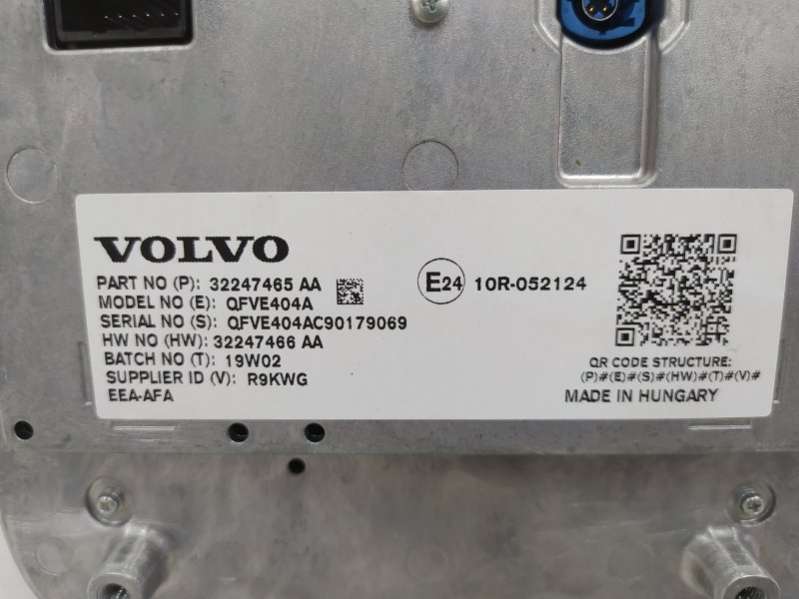 VOLVO
PART NO (P): 32247465 AA
MODEL NO (E): QFVE404A
SERIAL NO (S): QFVE404AC90179069
HW NO (HW): 32247466 AA
BATCH NO (T): 19W02
SUPPLIER ID (V): R9KWG
EEA-AFA
E24 10R-052124
QR CODE STRUCTURE:
(P)#(E)#(S)#(HW)#(T)#(V)#
MADE IN HUNGARY